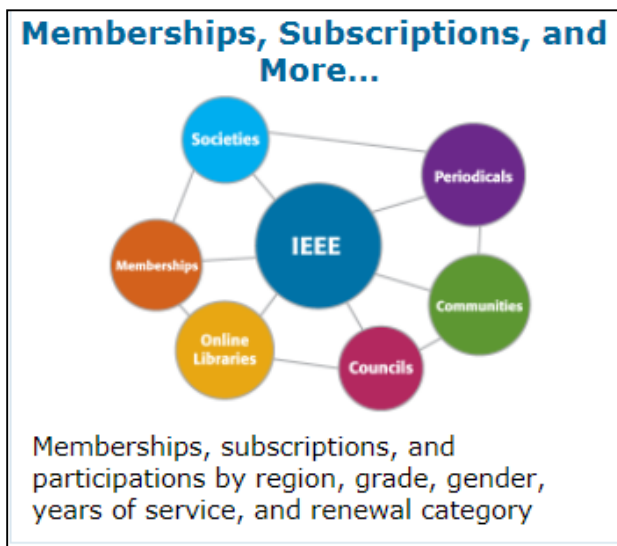 Memberships, Subscriptions, and
More...
Societies
Periodicals
IEEE
Memberships
Communities
Online
Libraries
Councils
Memberships, subscriptions, and
participations by region, grade, gender,
years of service, and renewal category